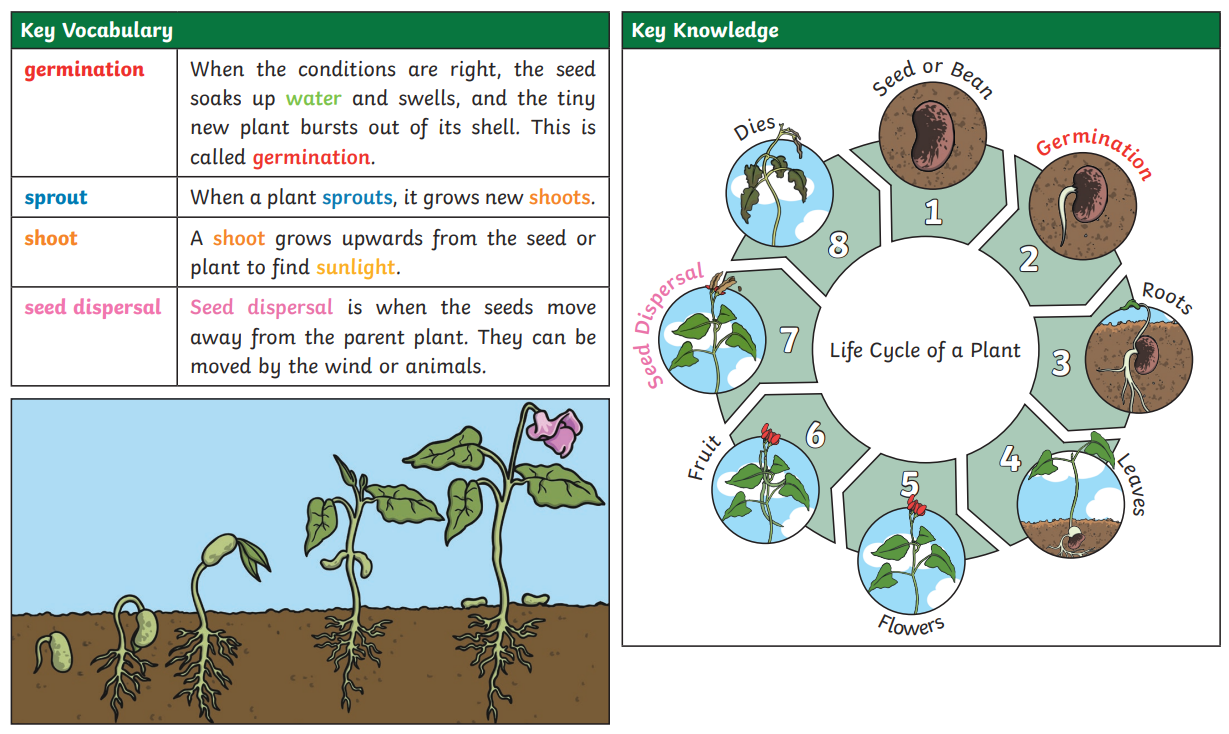 Key Vocabulary
germination
When the conditions are right, the seed
soaks up water and swells, and the tiny
new plant bursts out of its shell. This is
called germination.
sprout
When a plant sprouts, it grows new shoots.
shoot
A shoot grows upwards from the seed or
plant to find sunlight.
seed dispersal
Seed dispersal is when the seeds move
away from the parent plant. They can be
moved by the wind or animals.
Key Knowledge
Life Cycle of a Plant
1
Seed or Bean
2
Germination
3
Roots
4
Leaves
5
Flowers
6
Fruit
7
Seed Dispersal
8
Dies